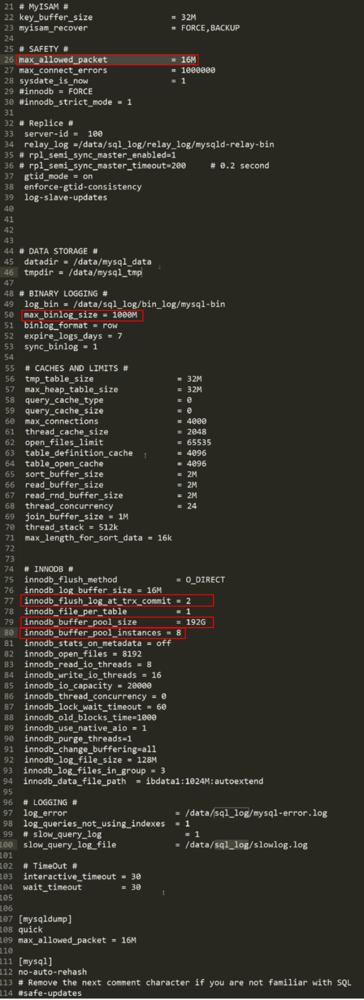 21 # MyISAM #
22 key_buffer_size = 32M
23 myisam_recover = FORCE,BACKUP
24
25 # SAFETY #
26 max_allowed_packet = 16M
27 max_connect_errors = 1000000
28 sysdate_is_now = 1
29 #innodb = FORCE
30 #innodb_strict_mode = 1
31
32 # Replice #
33 server-id = 100
34 relay_log =/data/sql_log/relay_log/mysqld-relay-bin
35 # rpl_semi_sync_master_enabled=1
36 # rpl_semi_sync_master_timeout=200 # 0.2 second
37 gtid_mode = on
38 enforce-gtid-consistency
39 log-slave-updates
40
41
42
43
44 # DATA STORAGE #
45 datadir = /data/mysql_data
46 tmpdir = /data/mysql_tmp
47
48 # BINARY LOGGING #
49 log_bin = /data/sql_log/bin_log/mysql-bin
50 max_binlog_size = 1000M
51 binlog_format = row
52 expire_logs_days = 7
53 sync_binlog = 1
54
55 # CACHES AND LIMITS #
56 tmp_table_size = 32M
57 max_heap_table_size = 32M
58 query_cache_type = 0
59 query_cache_size = 0
60 max_connections = 4000
61 thread_cache_size = 2048
62 open_files_limit = 65535
63 table_definition_cache = 4096
64 table_open_cache = 4096
65 sort_buffer_size = 2M
66 read_buffer_size = 2M
67 read_rnd_buffer_size = 2M
68 thread_concurrency = 24
69 join_buffer_size = 1M
70 thread_stack = 512k
71 max_length_for_sort_data = 16k
72
73
74 # INNODB #
75 innodb_flush_method = O_DIRECT
76 innodb_log_buffer_size = 16M
77 innodb_flush_log_at_trx_commit = 2
78 innodb_file_per_table = 1
79 innodb_buffer_pool_size = 192G
80 innodb_buffer_pool_instances = 8
81 innodb_stats_on_metadata = off
82 innodb_open_files = 8192
83 innodb_read_io_threads = 8
84 innodb_write_io_threads = 16
85 innodb_io_capacity = 20000
86 innodb_thread_concurrency = 0
87 innodb_lock_wait_timeout = 60
88 innodb_old_blocks_time=1000
89 innodb_use_native_aio = 1
90 innodb_purge_threads=1
91 innodb_change_buffering=all
92 innodb_log_file_size = 128M
93 innodb_log_files_in_group = 3
94 innodb_data_file_path = ibdata1:1024M:autoextend
95
96 # LOGGING #
97 log_error = /data/sql_log/mysql-error.log
98 log_queries_not_using_indexes = 1
99 # slow_query_log = 1
100 slow_query_log_file = /data/sql_log/slowlog.log
101
102 # TimeOut #
103 interactive_timeout = 30
104 wait_timeout = 30
105
106
107 [mysqldump]
108 quick
109 max_allowed_packet = 16M
110
111 [mysql]
112 no-auto-rehash
113 # Remove the next comment character if you are not familiar with SQL
114 #safe-updates